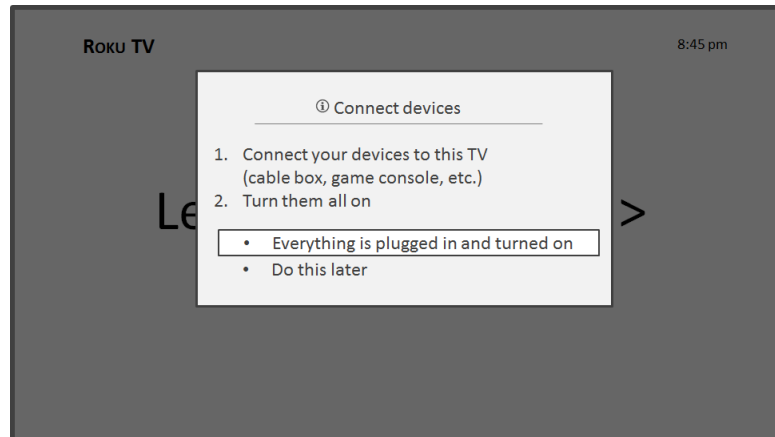 Roku TV
8:45 pm
ⓘ Connect devices
1. Connect your devices to this TV
(cable box, game console, etc.)
2. Turn them all on
• Everything is plugged in and turned on
• Do this later
>